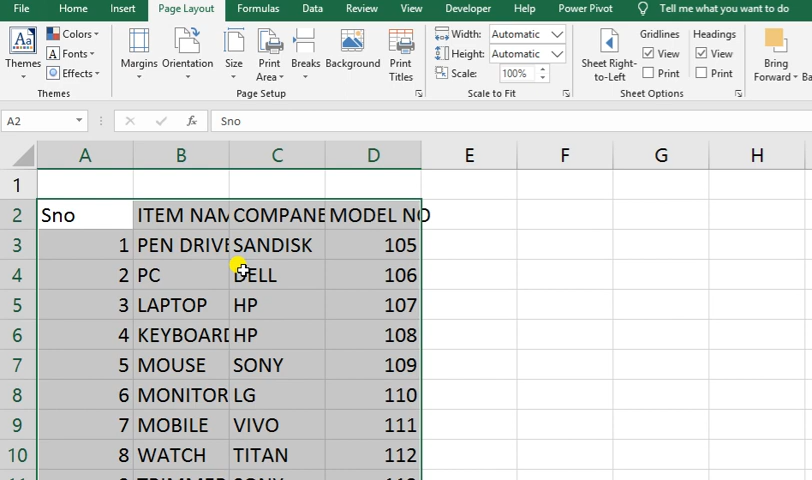 File Home Insert Page Layout Formulas Data Review View Developer Help Power Pivot Tell me what you want to do
Colors Width: Automatic Gridlines Headings
Aa Fonts Height: Automatic View View
Themes Effects Margins Orientation Size Print Area Breaks Background Print Titles Scale: 100% Sheet Right-to-Left Print Print Bring Forward Ba
Themes Page Setup Scale to Fit Sheet Options
A2 fx Sno
A B C D E F G H
1
2 Sno ITEM NAM COMPANE MODEL NO
3 1 PEN DRIVE SANDISK 105
4 2 PC DELL 106
5 3 LAPTOP HP 107
6 4 KEYBOARD HP 108
7 5 MOUSE SONY 109
8 6 MONITOR LG 110
9 7 MOBILE VIVO 111
10 8 WATCH TITAN 112